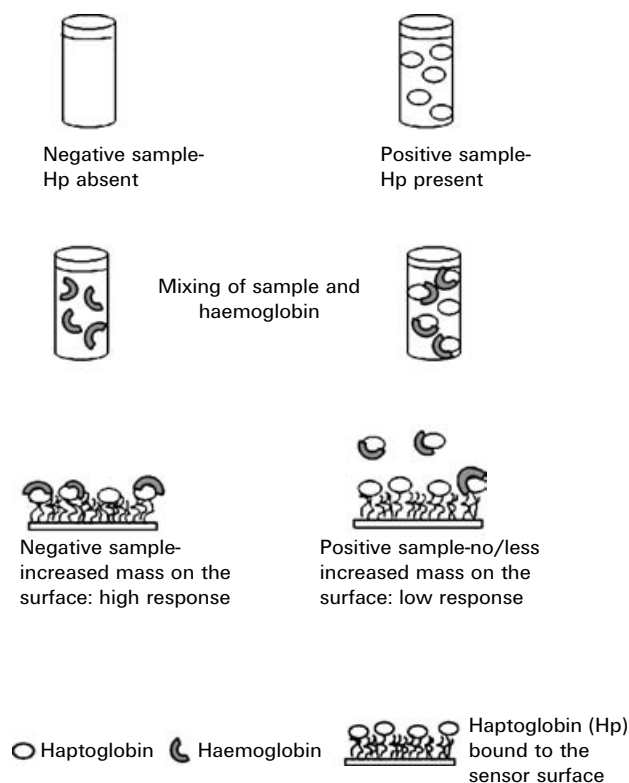 Negative sample-
Hp absent
Positive sample-
Hp present
Mixing of sample and
haemoglobin
Negative sample-
increased mass on the
surface: high response
Positive sample-no/less
increased mass on the
surface: low response
Haptoglobin
Haemoglobin
Haptoglobin (Hp)
bound to the
sensor surface